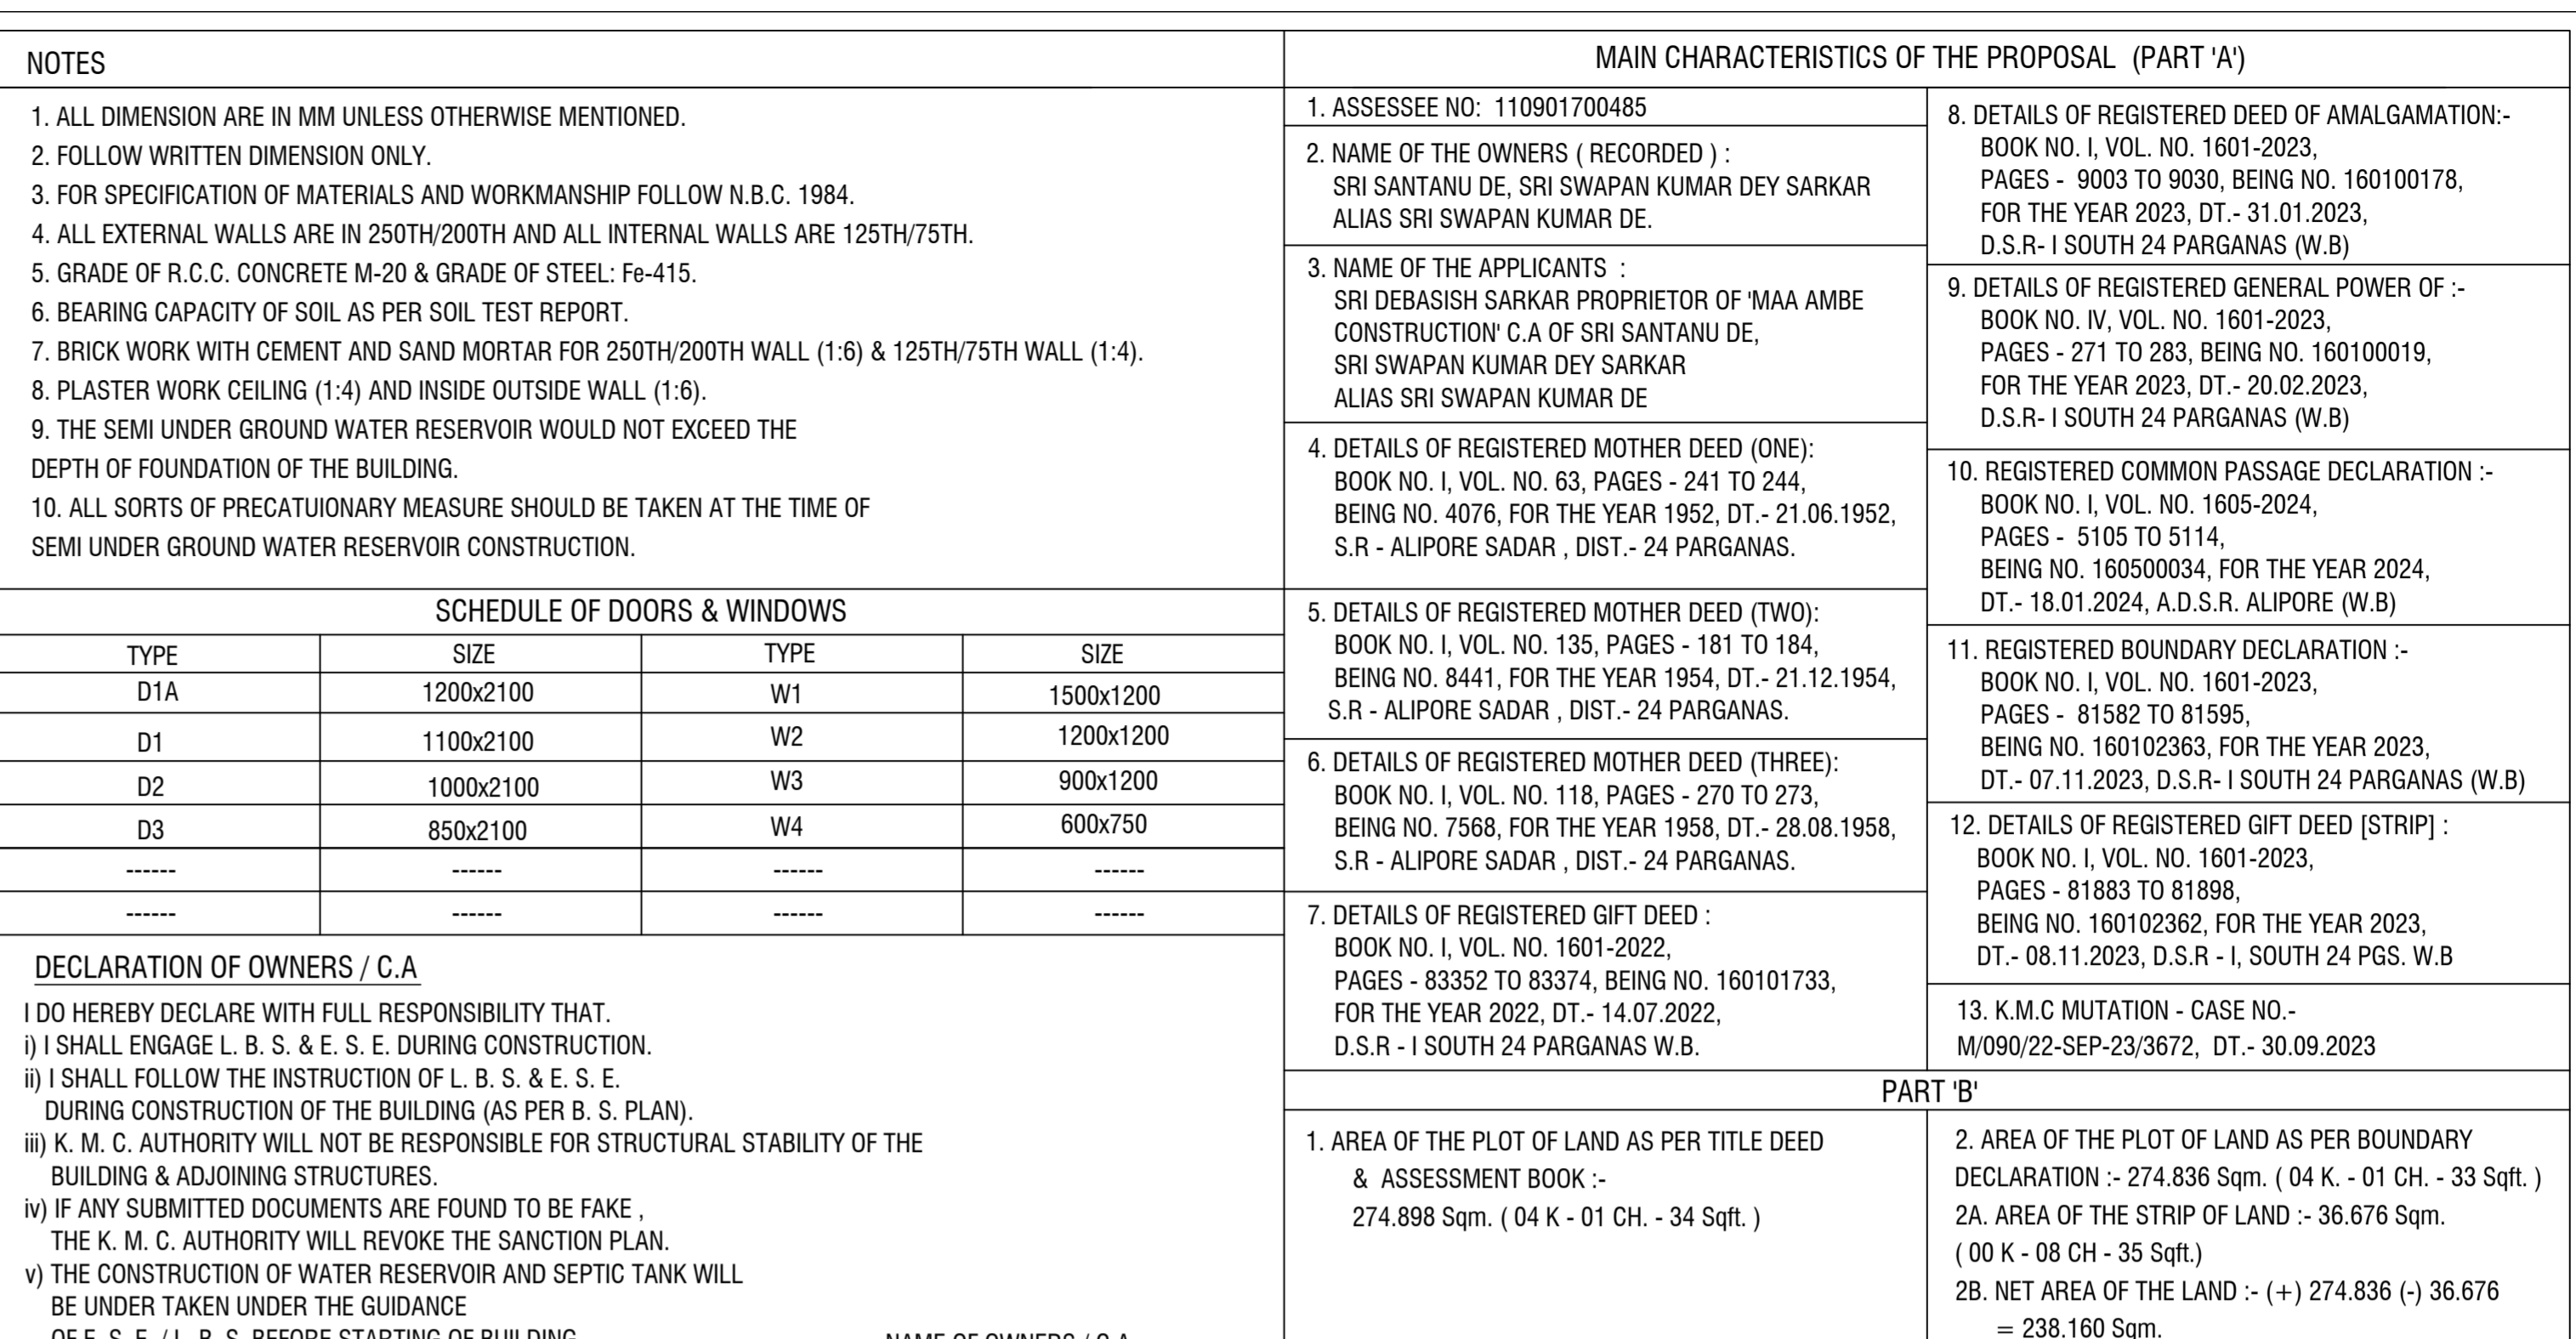 NOTES
1. ALL DIMENSION ARE IN MM UNLESS OTHERWISE MENTIONED.
2. FOLLOW WRITTEN DIMENSION ONLY.
3. FOR SPECIFICATION OF MATERIALS AND WORKMANSHIP FOLLOW N.B.C. 1984.
4. ALL EXTERNAL WALLS ARE IN 250TH/200TH AND ALL INTERNAL WALLS ARE 125TH/75TH.
5. GRADE OF R.C.C. CONCRETE M-20 & GRADE OF STEEL: Fe-415.
6. BEARING CAPACITY OF SOIL AS PER SOIL TEST REPORT.
7. BRICK WORK WITH CEMENT AND SAND MORTAR FOR 250TH/200TH WALL (1:6) & 125TH/75TH WALL (1:4).
8. PLASTER WORK CEILING (1:4) AND INSIDE OUTSIDE WALL (1:6).
9. THE SEMI UNDER GROUND WATER RESERVOIR WOULD NOT EXCEED THE
DEPTH OF FOUNDATION OF THE BUILDING.
10. ALL SORTS OF PRECATUIONARY MEASURE SHOULD BE TAKEN AT THE TIME OF
SEMI UNDER GROUND WATER RESERVOIR CONSTRUCTION.
SCHEDULE OF DOORS & WINDOWS
TYPE SIZE TYPE SIZE
D1A 1200x2100 W1 1500x1200
D1 1100x2100 W2 1200x1200
D2 1000x2100 W3 900x1200
D3 850x2100 W4 600x750
------ ------ ------ ------
------ ------ ------ ------
DECLARATION OF OWNERS / C.A
I DO HEREBY DECLARE WITH FULL RESPONSIBILITY THAT.
i) I SHALL ENGAGE L. B. S. & E. S. E. DURING CONSTRUCTION.
ii) I SHALL FOLLOW THE INSTRUCTION OF L. B. S. & E. S. E.
DURING CONSTRUCTION OF THE BUILDING (AS PER B. S. PLAN).
iii) K. M. C. AUTHORITY WILL NOT BE RESPONSIBLE FOR STRUCTURAL STABILITY OF THE
BUILDING & ADJOINING STRUCTURES.
iv) IF ANY SUBMITTED DOCUMENTS ARE FOUND TO BE FAKE ,
THE K. M. C. AUTHORITY WILL REVOKE THE SANCTION PLAN.
v) THE CONSTRUCTION OF WATER RESERVOIR AND SEPTIC TANK WILL
BE UNDER TAKEN UNDER THE GUIDANCE
OF E. S. E. / L. B. S. BEFORE STARTING OF BUILDING
NAME OF OWNERS / C.A
MAIN CHARACTERISTICS OF THE PROPOSAL (PART 'A')
1. ASSESSEE NO: 110901700485
2. NAME OF THE OWNERS ( RECORDED ) :
SRI SANTANU DE, SRI SWAPAN KUMAR DEY SARKAR
ALIAS SRI SWAPAN KUMAR DE.
3. NAME OF THE APPLICANTS :
SRI DEBASISH SARKAR PROPRIETOR OF 'MAA AMBE
CONSTRUCTION' C.A OF SRI SANTANU DE,
SRI SWAPAN KUMAR DEY SARKAR
ALIAS SRI SWAPAN KUMAR DE
4. DETAILS OF REGISTERED MOTHER DEED (ONE):
BOOK NO. I, VOL. NO. 63, PAGES - 241 TO 244,
BEING NO. 4076, FOR THE YEAR 1952, DT.- 21.06.1952,
S.R - ALIPORE SADAR , DIST.- 24 PARGANAS.
5. DETAILS OF REGISTERED MOTHER DEED (TWO):
BOOK NO. I, VOL. NO. 135, PAGES - 181 TO 184,
BEING NO. 8441, FOR THE YEAR 1954, DT.- 21.12.1954,
S.R - ALIPORE SADAR , DIST.- 24 PARGANAS.
6. DETAILS OF REGISTERED MOTHER DEED (THREE):
BOOK NO. I, VOL. NO. 118, PAGES - 270 TO 273,
BEING NO. 7568, FOR THE YEAR 1958, DT.- 28.08.1958,
S.R - ALIPORE SADAR , DIST.- 24 PARGANAS.
7. DETAILS OF REGISTERED GIFT DEED :
BOOK NO. I, VOL. NO. 1601-2022,
PAGES - 83352 TO 83374, BEING NO. 160101733,
FOR THE YEAR 2022, DT.- 14.07.2022,
D.S.R - I SOUTH 24 PARGANAS W.B.
8. DETAILS OF REGISTERED DEED OF AMALGAMATION:-
BOOK NO. I, VOL. NO. 1601-2023,
PAGES - 9003 TO 9030, BEING NO. 160100178,
FOR THE YEAR 2023, DT.- 31.01.2023,
D.S.R- I SOUTH 24 PARGANAS (W.B)
9. DETAILS OF REGISTERED GENERAL POWER OF :-
BOOK NO. IV, VOL. NO. 1601-2023,
PAGES - 271 TO 283, BEING NO. 160100019,
FOR THE YEAR 2023, DT.- 20.02.2023,
D.S.R- I SOUTH 24 PARGANAS (W.B)
10. REGISTERED COMMON PASSAGE DECLARATION :-
BOOK NO. I, VOL. NO. 1605-2024,
PAGES - 5105 TO 5114,
BEING NO. 160500034, FOR THE YEAR 2024,
DT.- 18.01.2024, A.D.S.R. ALIPORE (W.B)
11. REGISTERED BOUNDARY DECLARATION :-
BOOK NO. I, VOL. NO. 1601-2023,
PAGES - 81582 TO 81595,
BEING NO. 160102363, FOR THE YEAR 2023,
DT.- 07.11.2023, D.S.R- I SOUTH 24 PARGANAS (W.B)
12. DETAILS OF REGISTERED GIFT DEED [STRIP] :
BOOK NO. I, VOL. NO. 1601-2023,
PAGES - 81883 TO 81898,
BEING NO. 160102362, FOR THE YEAR 2023,
DT.- 08.11.2023, D.S.R - I, SOUTH 24 PGS. W.B
13. K.M.C MUTATION - CASE NO.-
M/090/22-SEP-23/3672, DT.- 30.09.2023
PART 'B'
1. AREA OF THE PLOT OF LAND AS PER TITLE DEED
& ASSESSMENT BOOK :-
274.898 Sqm. ( 04 K - 01 CH. - 34 Sqft. )
2. AREA OF THE PLOT OF LAND AS PER BOUNDARY
DECLARATION :- 274.836 Sqm. ( 04 K. - 01 CH. - 33 Sqft. )
2A. AREA OF THE STRIP OF LAND :- 36.676 Sqm.
( 00 K - 08 CH - 35 Sqft.)
2B. NET AREA OF THE LAND :- (+) 274.836 (-) 36.676
= 238.160 Sqm.